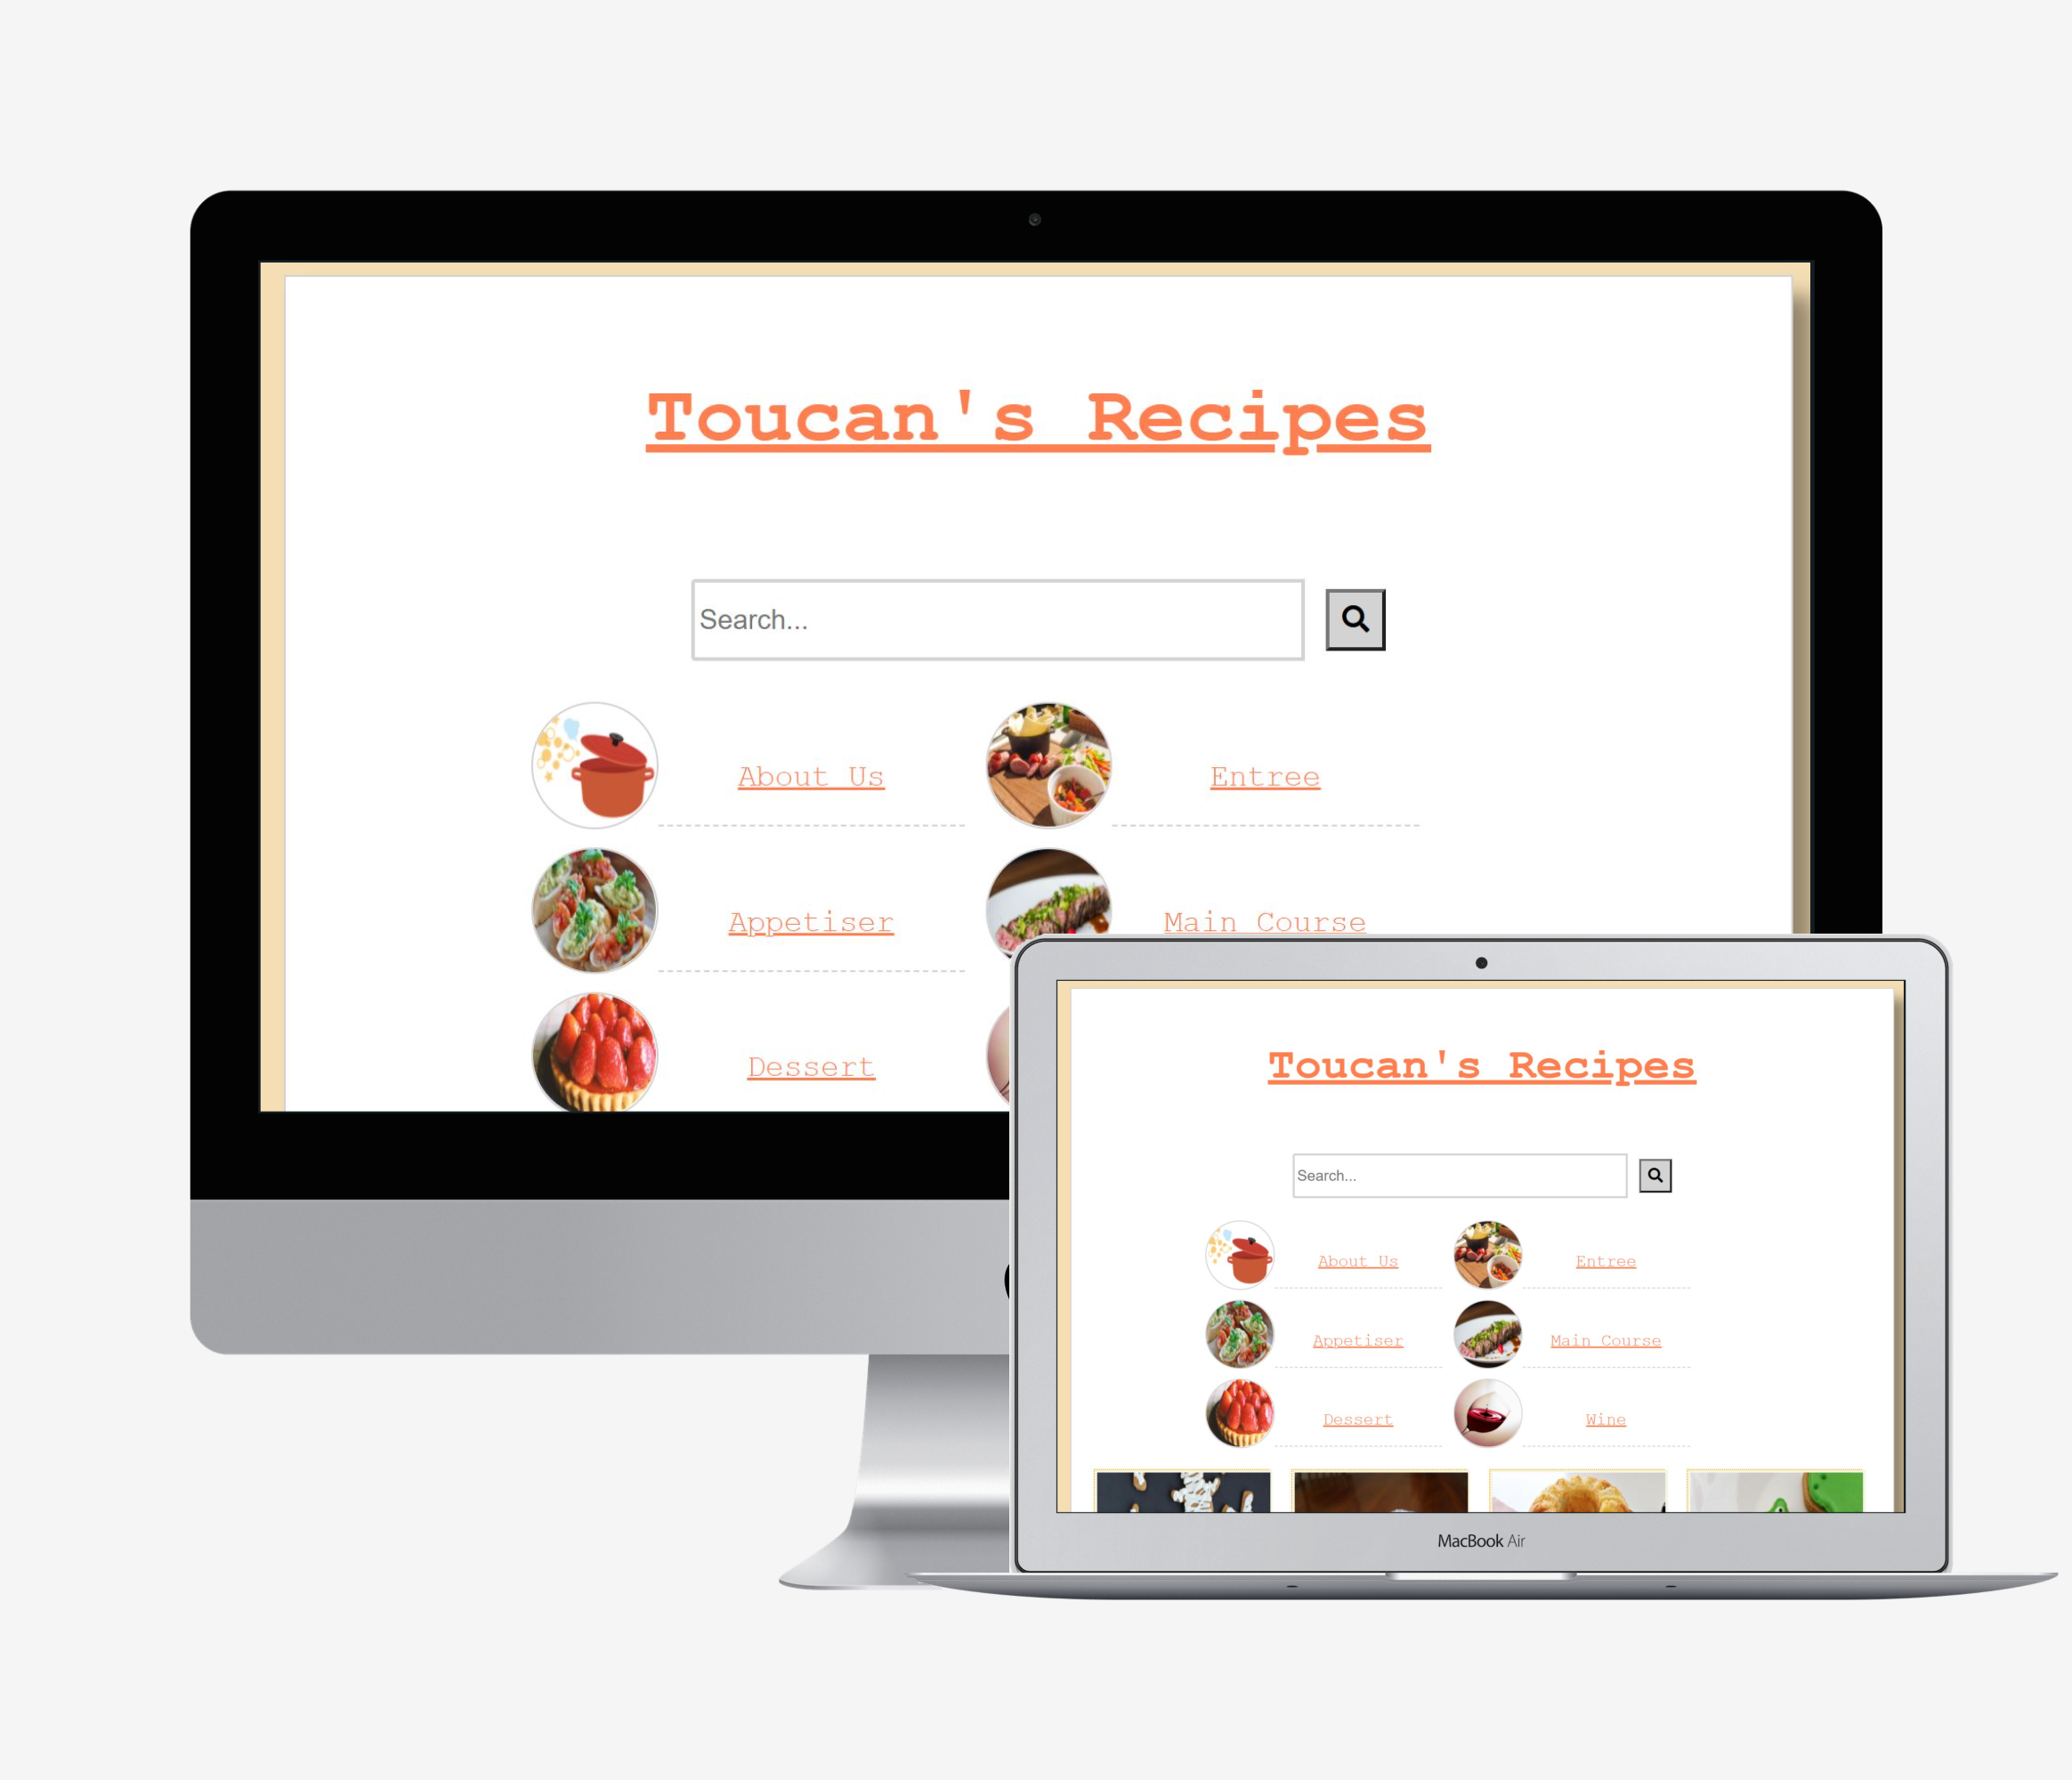 Toucan's Recipes
Search...
About Us
Entree
Appetiser
Main Course
Dessert
Toucan's Recipes
Search...
About Us
Entree
Appetiser
Main Course
Dessert
Wine
MacBook Air